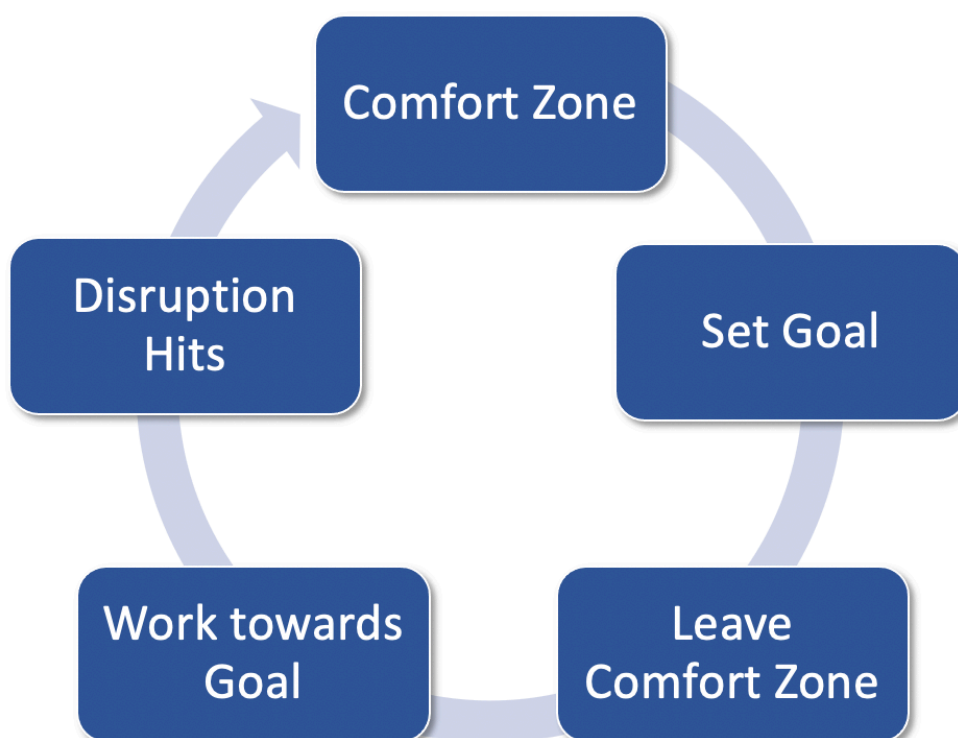 Comfort Zone
Set Goal
Leave
Comfort Zone
Work towards
Goal
Disruption
Hits